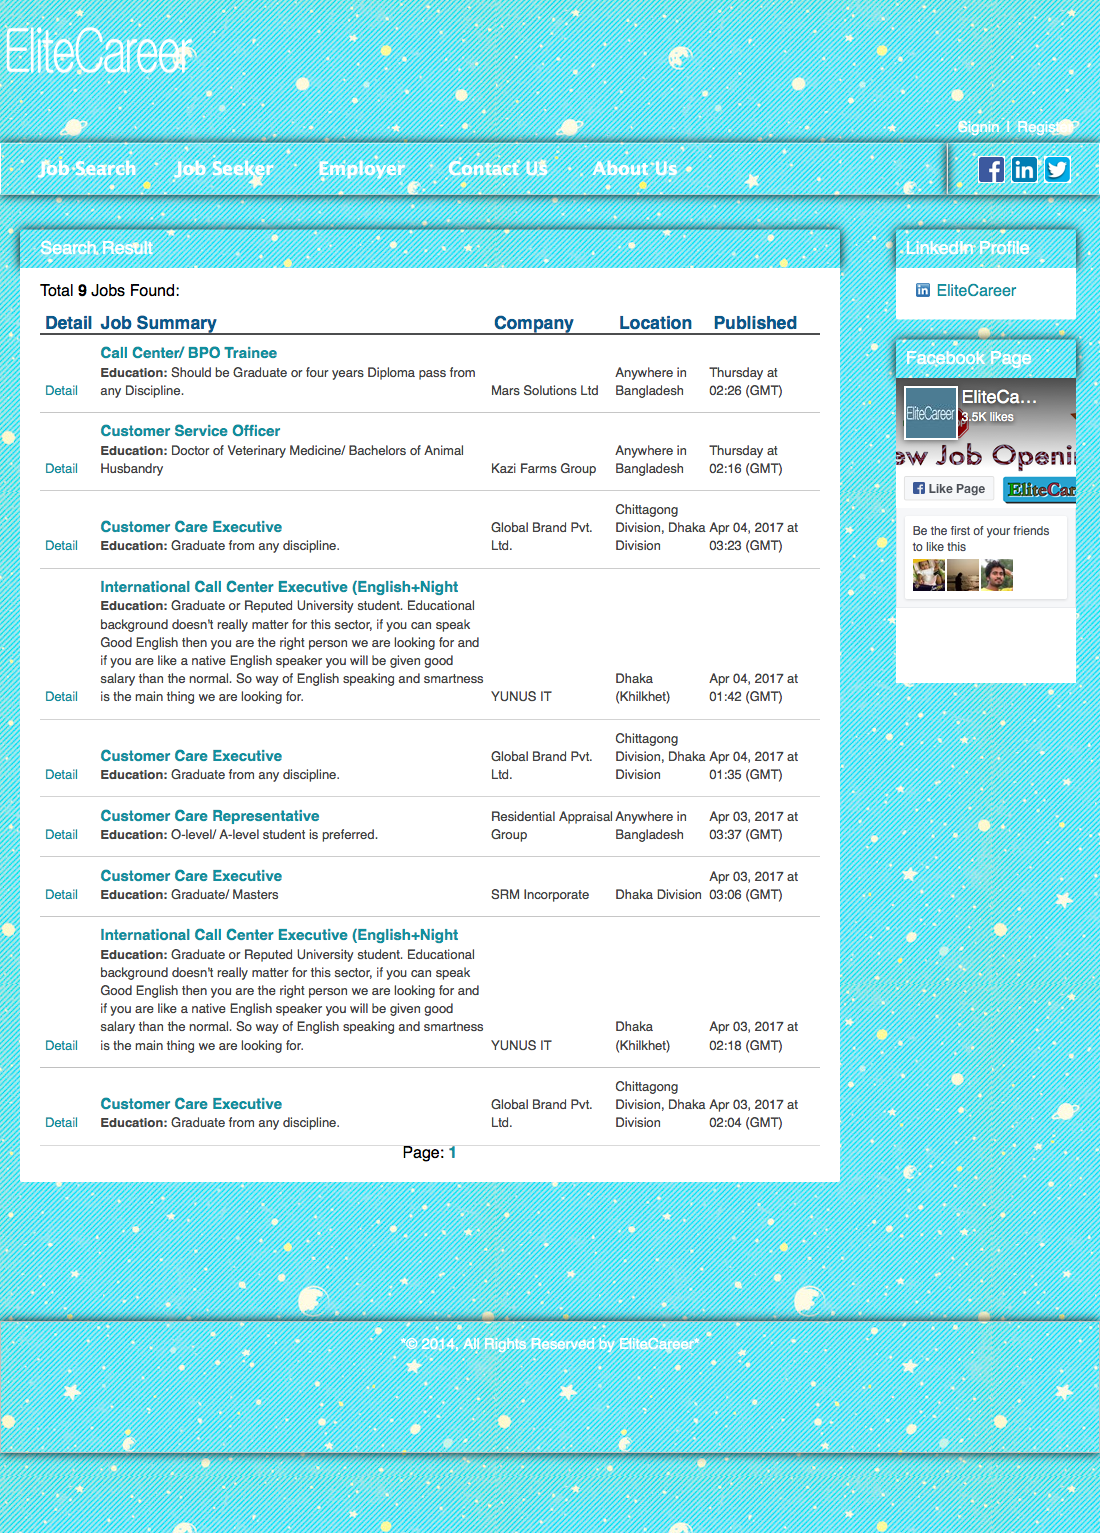 EliteCareer
Signin | Register
Job Search Job Seeker Employer Contact US About Us
Search Result
Total 9 Jobs Found:
Detail Job Summary Company Location Published
Call Center/ BPO Trainee
Education: Should be Graduate or four years Diploma pass from Anywhere in Thursday at
Detail any Discipline. Mars Solutions Ltd Bangladesh 02:26 (GMT)
Customer Service Officer
Education: Doctor of Veterinary Medicine/ Bachelors of Animal Anywhere in Thursday at
Detail Husbandry Kazi Farms Group Bangladesh 02:16 (GMT)
Chittagong
Customer Care Executive Global Brand Pvt. Division, Dhaka Apr 04, 2017 at
Detail Education: Graduate from any discipline. Ltd. Division 03:23 (GMT)
International Call Center Executive (English+Night
Education: Graduate or Reputed University student. Educational
background doesn't really matter for this sector, if you can speak
Good English then you are the right person we are looking for and
if you are like a native English speaker you will be given good
salary than the normal. So way of English speaking and smartness Dhaka Apr 04, 2017 at
Detail is the main thing we are looking for. YUNUS IT (Khilkhet) 01:42 (GMT)
Chittagong
Customer Care Executive Global Brand Pvt. Division, Dhaka Apr 04, 2017 at
Detail Education: Graduate from any discipline. Ltd. Division 01:35 (GMT)
Customer Care Representative Residential Appraisal Anywhere in Apr 03, 2017 at
Detail Education: O-level/ A-level student is preferred. Group Bangladesh 03:37 (GMT)
Customer Care Executive Apr 03, 2017 at
Detail Education: Graduate/ Masters SRM Incorporate Dhaka Division 03:06 (GMT)
International Call Center Executive (English+Night
Education: Graduate or Reputed University student. Educational
background doesn't really matter for this sector, if you can speak
Good English then you are the right person we are looking for and
if you are like a native English speaker you will be given good
salary than the normal. So way of English speaking and smartness Dhaka Apr 03, 2017 at
Detail is the main thing we are looking for. YUNUS IT (Khilkhet) 02:18 (GMT)
Chittagong
Customer Care Executive Global Brand Pvt. Division, Dhaka Apr 03, 2017 at
Detail Education: Graduate from any discipline. Ltd. Division 02:04 (GMT)
Page: 1
LinkedIn Profile
EliteCareer
Facebook Page
EliteCareer
EliteCa...
3.5K likes
ew Job Openi
Like Page
EliteCar
Be the first of your friends
to like this
*© 2014, All Rights Reserved by EliteCareer*